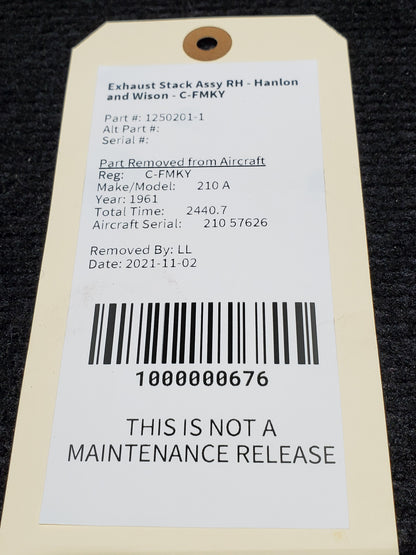 Exhaust Stack Assy RH - Hanlon
and Wison - C-FMKY
Part #: 1250201-1
Alt Part #:
Serial #:
Part Removed from Aircraft
Reg: C-FMKY
Make/Model: 210 A
Year: 1961
Total Time: 2440.7
Aircraft Serial: 210 57626
Removed By: LL
Date: 2021-11-02
1000000676
THIS IS NOT A
MAINTENANCE RELEASE